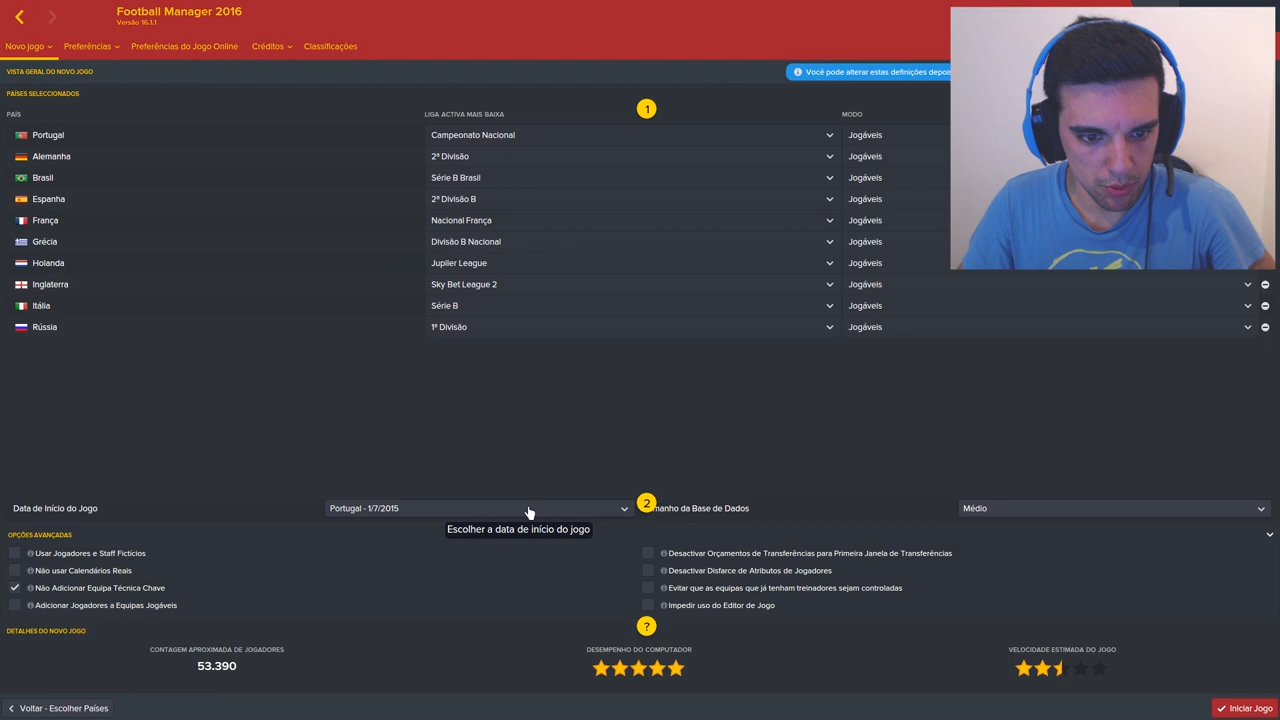 Football Manager 2016
Versão 16.1.1
Novo jogo Preferências Preferências do Jogo Online Créditos Classificações
VISTA GERAL DO NOVO JOGO
Você pode alterar estas definições depois
PAÍSES SELECCIONADOS
1
PAÍS LIGA ACTIVA MAIS BAIXA MODO
Portugal Campeonato Nacional Jogáveis
Alemanha 2ª Divisão Jogáveis
Brasil Série B Brasil Jogáveis
Espanha 2ª Divisão B Jogáveis
França Nacional França Jogáveis
Grécia Divisão B Nacional Jogáveis
Holanda Jupiler League Jogáveis
Inglaterra Sky Bet League 2 Jogáveis
Itália Série B Jogáveis
Rússia 1ª Divisão Jogáveis
Data de Início do Jogo Portugal - 1/7/2015 2 manho da Base de Dados Médio
Escolher a data de início do jogo
OPÇÕES AVANÇADAS
Usar Jogadores e Staff Fictícios Desactivar Orçamentos de Transferências para Primeira Janela de Transferências
Não usar Calendários Reais Desactivar Disfarce de Atributos de Jogadores
Não Adicionar Equipa Técnica Chave Evitar que as equipas que já tenham treinadores sejam controladas
Adicionar Jogadores a Equipas Jogáveis Impedir uso do Editor de Jogo
DETALHES DO NOVO JOGO ?
CONTAGEM APROXIMADA DE JOGADORES DESEMPENHO DO COMPUTADOR VELOCIDADE ESTIMADA DO JOGO
53.390
Voltar - Escolher Países Iniciar Jogo